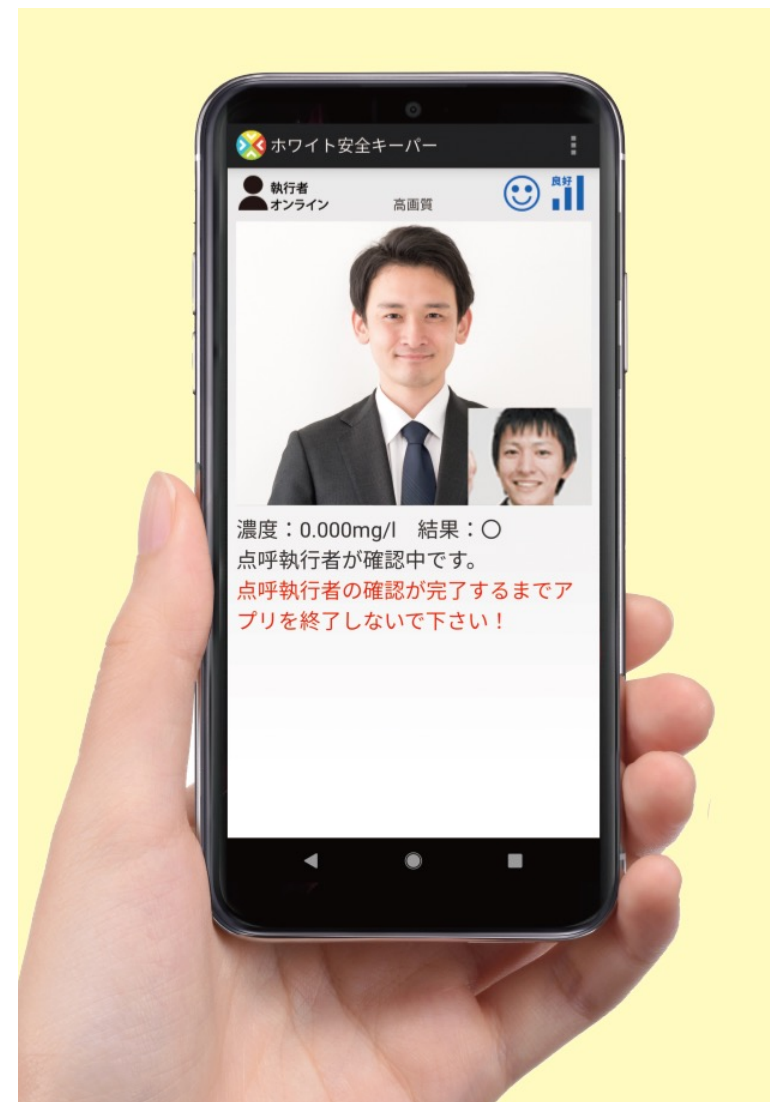 ホワイト安全キーパー
執行者
オンライン
高画質
良好
濃度：0.000mg/l　結果：〇
点呼執行者が確認中です。
点呼執行者の確認が完了するまでア
プリを終了しないで下さい！